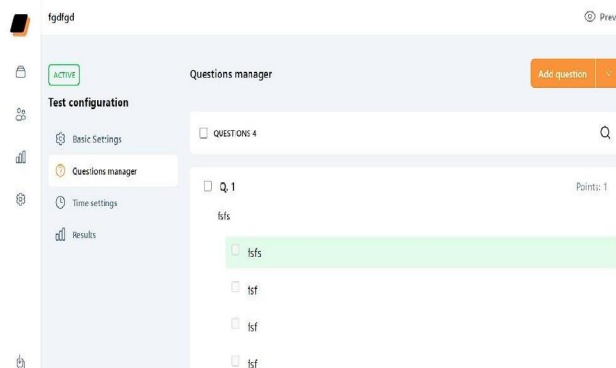 fgdfgd
Prev
ACTIVE
Test configuration
Basic Settings
Questions manager
Time settings
Results
Questions manager
Add question
QUESTIONS 4
Q. 1
Points: 1
fsfs
fsfs
fsf
fsf
fsf